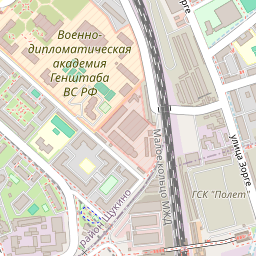 Военно-
дипломатическая
академия
Генштаба
ВС РФ
Малое кольцо МЖД
улица Зорге
ГСК "Полет"
район Щукино